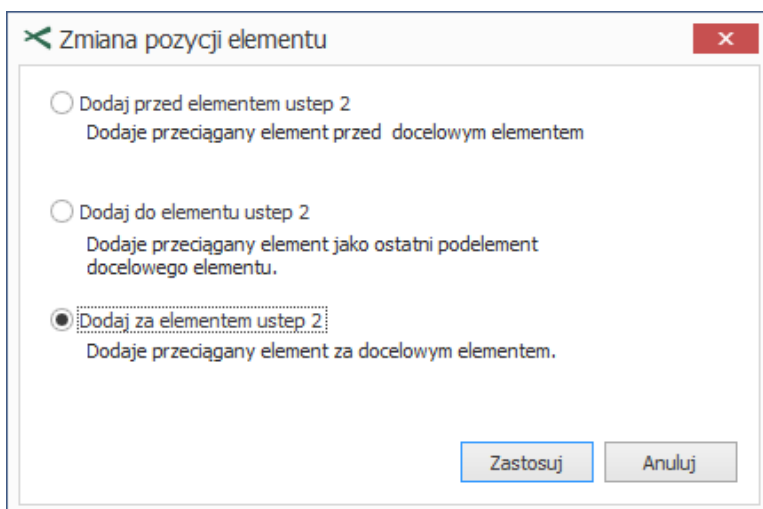 Zmiana pozycji elementu
Dodaj przed elementem ustep 2
Dodaje przeciągany element przed docelowym elementem
Dodaj do elementu ustep 2
Dodaje przeciągany element jako ostatni podelement
docelowego elementu.
Dodaj za elementem ustep 2
Dodaje przeciągany element za docelowym elementem.
Zastosuj Anuluj